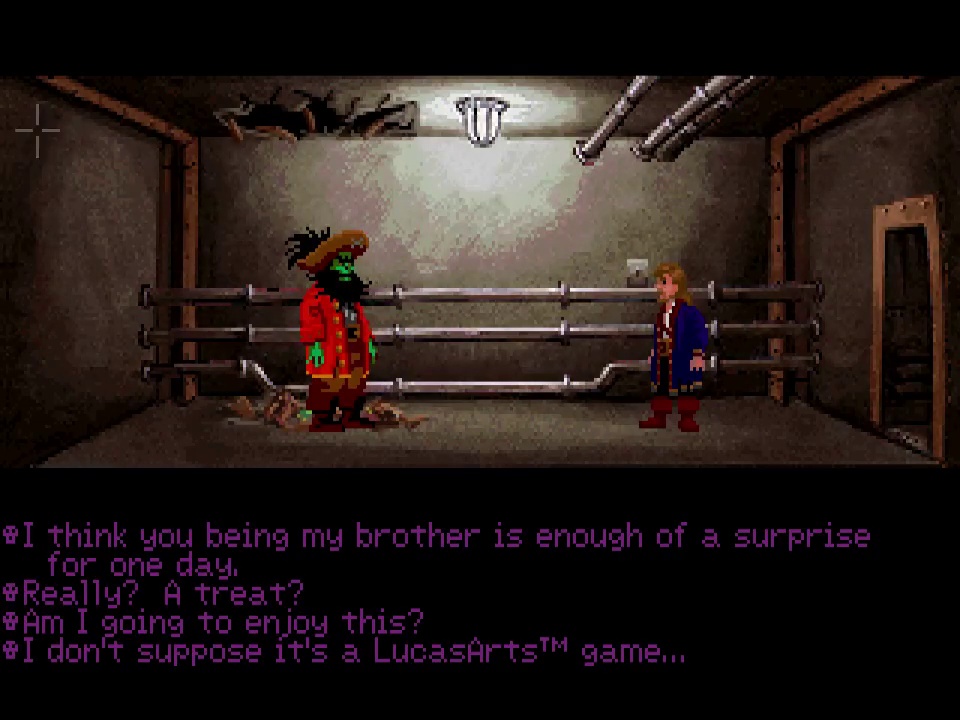 I think you being my brother is enough of a surprise
for one day.
Really? A treat?
Am I going to enjoy this?
I don't suppose it's a LucasArts™ game...